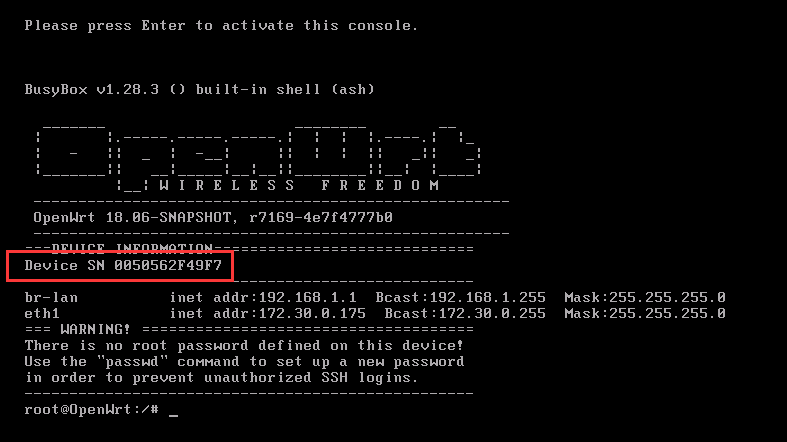 Please press Enter to activate this console.
BusyBox v1.28.3 () built-in shell (ash)
OpenWrt
W I R E L E S S   F R E E D O M
-----------------------------------------------------
OpenWrt 18.06-SNAPSHOT, r7169-4e7f4777b0
-----------------------------------------------------
---DEVICE INFORMATION=============================
Device SN 0050562F49F7
--------------------------------------------------
br-lan          inet addr:192.168.1.1  Bcast:192.168.1.255  Mask:255.255.255.0
eth1            inet addr:172.30.0.175  Bcast:172.30.0.255  Mask:255.255.255.0
=== WARNING! =====================================
There is no root password defined on this device!
Use the "passwd" command to set up a new password
in order to prevent unauthorized SSH logins.
--------------------------------------------------
root@OpenWrt:/# _